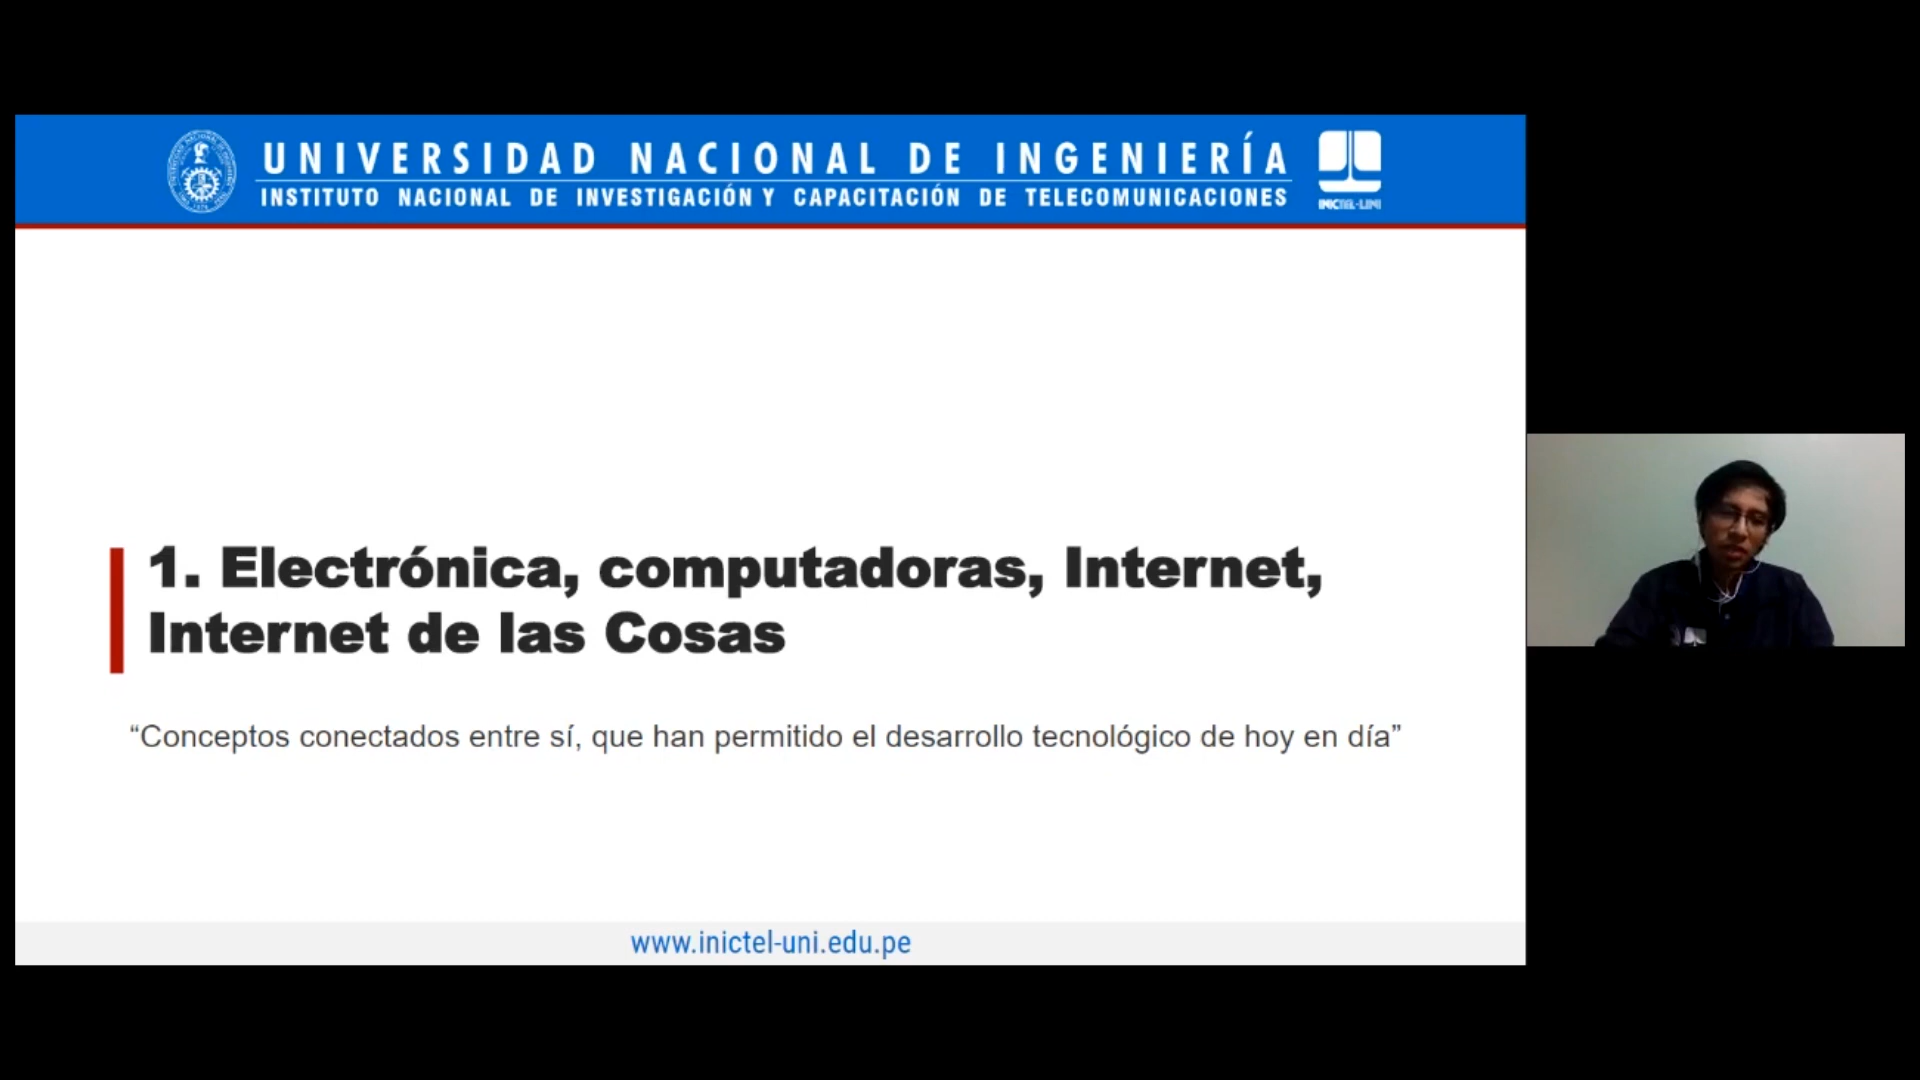 UNIVERSIDAD NACIONAL DE INGENIERÍA
INSTITUTO NACIONAL DE INVESTIGACIÓN Y CAPACITACIÓN DE TELECOMUNICACIONES
INICTEL-UNI
1. Electrónica, computadoras, Internet,
Internet de las Cosas
“Conceptos conectados entre sí, que han permitido el desarrollo tecnológico de hoy en día”
www.inictel-uni.edu.pe